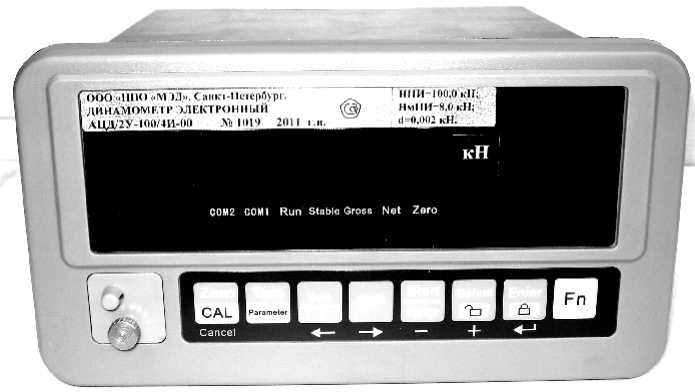 ООО «НПО «МЭД», Санкт-Петербург.
ДИНАМОМЕТР ЭЛЕКТРОННЫЙ
АЦД/2У-100/4И-00 № 1019 2011 г.в.
НПИ=100,0 кН;
НмПИ=8,0 кН;
d=0,002 кН.
кН
COM2 COM1 Run Stable Gross Net Zero
Zero
CAL
Parameter
Enter
Fn
Cancel
← → − + ↵